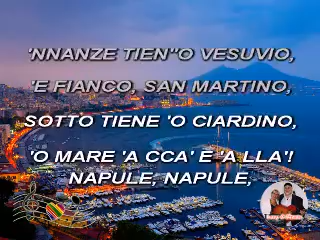 'NNANZE TIEN''O VESUVIO,
'E FIANCO, SAN MARTINO,
SOTTO TIENE 'O CIARDINO,
'O MARE 'A CCA' E 'A LLA'!
NAPULE, NAPULE,